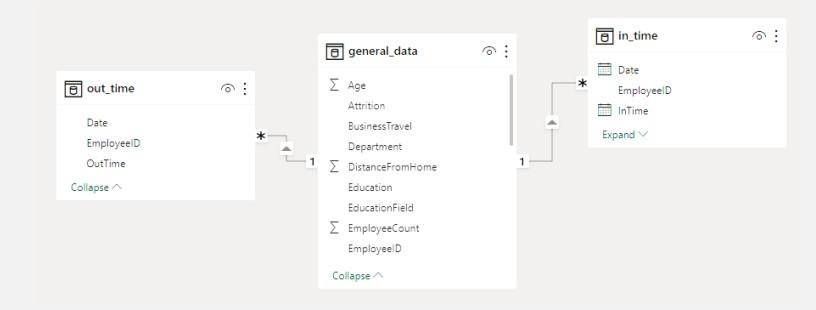 out_time
Date
EmployeeID
OutTime
Collapse
*
1
general_data
Σ Age
Attrition
BusinessTravel
Department
Σ DistanceFromHome
Education
EducationField
Σ EmployeeCount
EmployeeID
Collapse
1
*
in_time
Date
EmployeeID
InTime
Expand